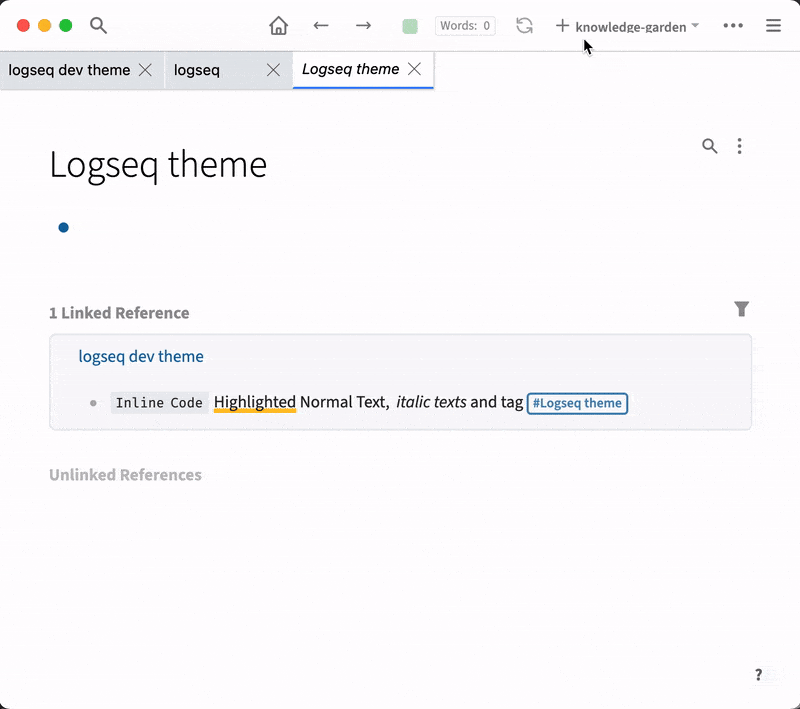 Words: 0 knowledge-garden
logseq dev theme logseq Logseq theme
Logseq theme
1 Linked Reference
logseq dev theme
Inline Code Highlighted Normal Text, italic texts and tag #Logseq theme
Unlinked References
?